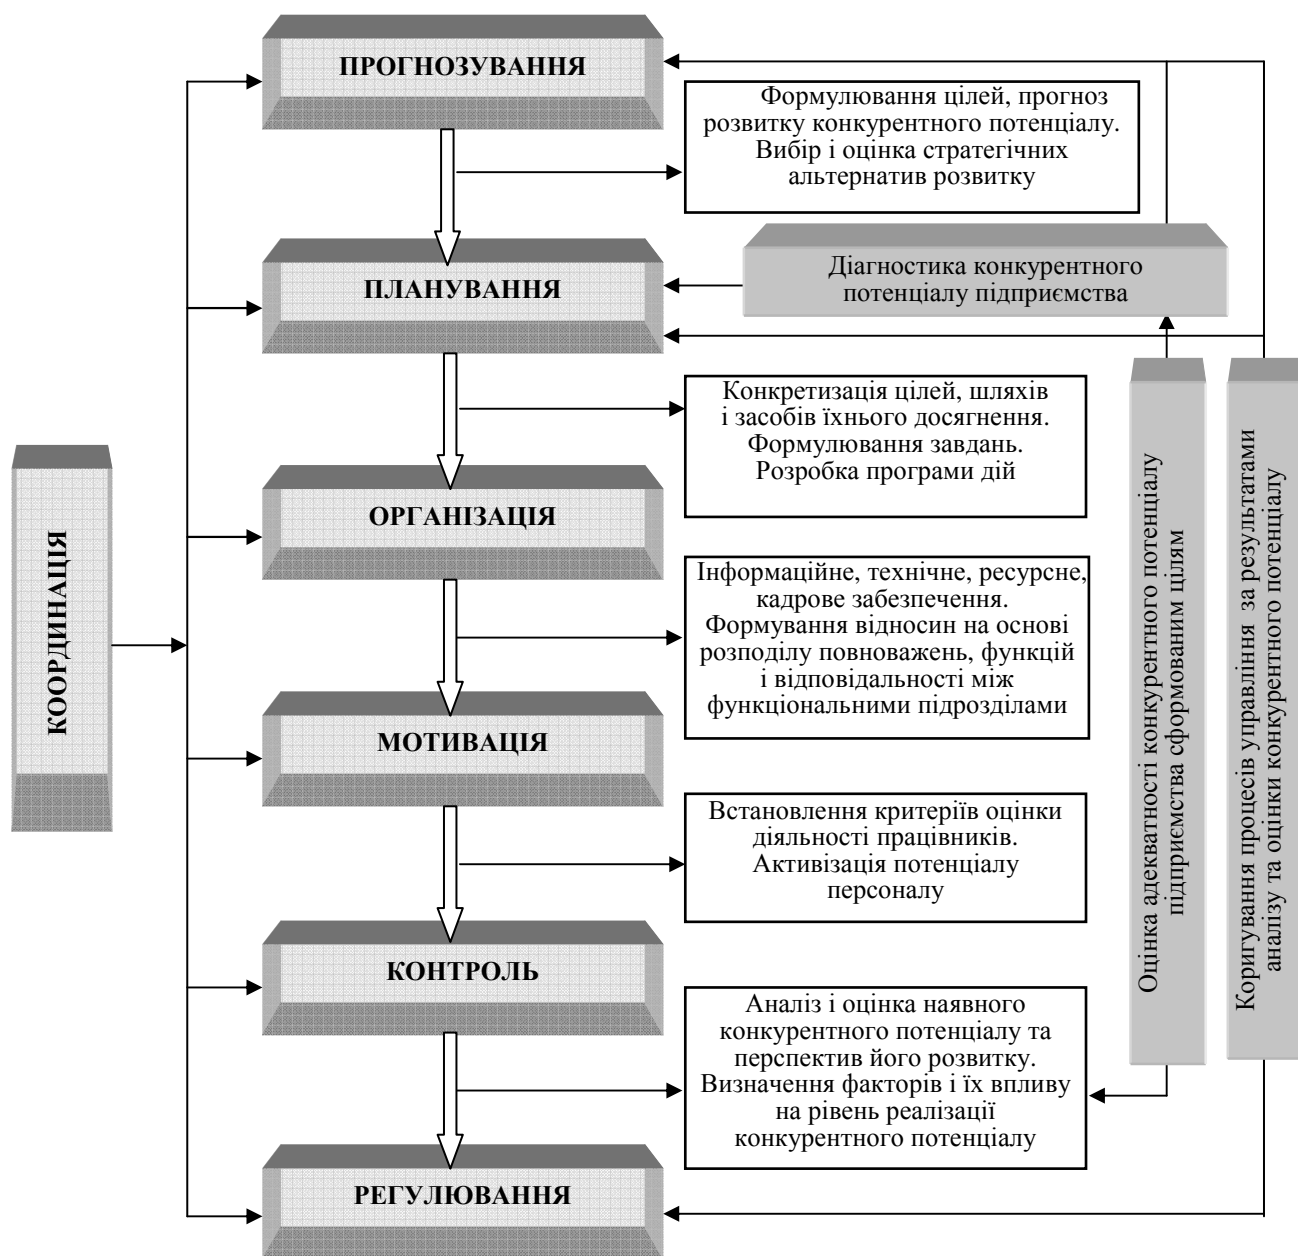 ПРОГНОЗУВАННЯ
Формулювання цілей, прогноз
розвитку конкурентного потенціалу.
Вибір і оцінка стратегічних
альтернатив розвитку
Діагностика конкурентного
потенціалу підприємства
ПЛАНУВАННЯ
Конкретизація цілей, шляхів
і засобів їхнього досягнення.
Формулювання завдань.
Розробка програми дій
ОРГАНІЗАЦІЯ
Інформаційне, технічне, ресурсне,
кадрове забезпечення.
Формування відносин на основі
розподілу повноважень, функцій
і відповідальності між
функціональними підрозділами
КООРДИНАЦІЯ
МОТИВАЦІЯ
Встановлення критеріїв оцінки
діяльності працівників.
Активізація потенціалу
персоналу
КОНТРОЛЬ
Аналіз і оцінка наявного
конкурентного потенціалу та
перспектив його розвитку.
Визначення факторів і їх впливу
на рівень реалізації
конкурентного потенціалу
РЕГУЛЮВАННЯ
Оцінка адекватності конкурентного потенціалу
підприємства сформованим цілям
Коригування процесів управління за результатами
аналізу та оцінки конкурентного потенціалу